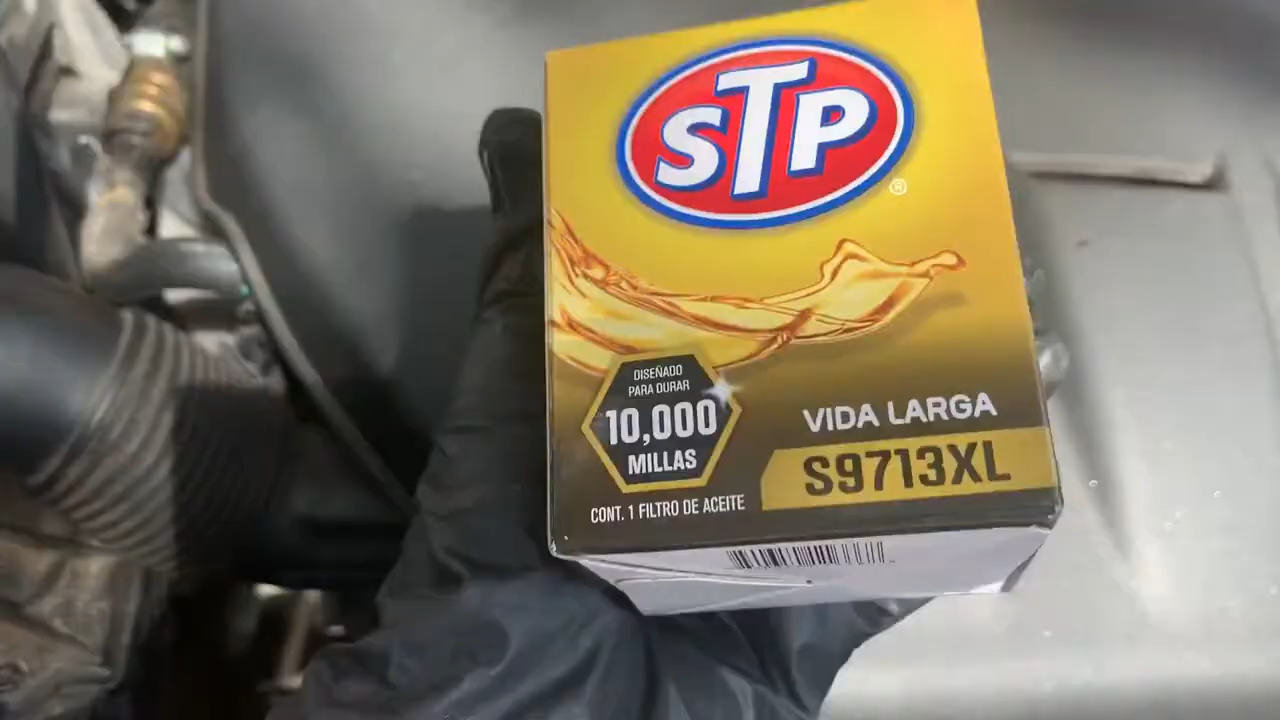 STP
®
DISEÑADO
PARA DURAR
10,000
MILLAS
VIDA LARGA
S9713XL
CONT. 1 FILTRO DE ACEITE